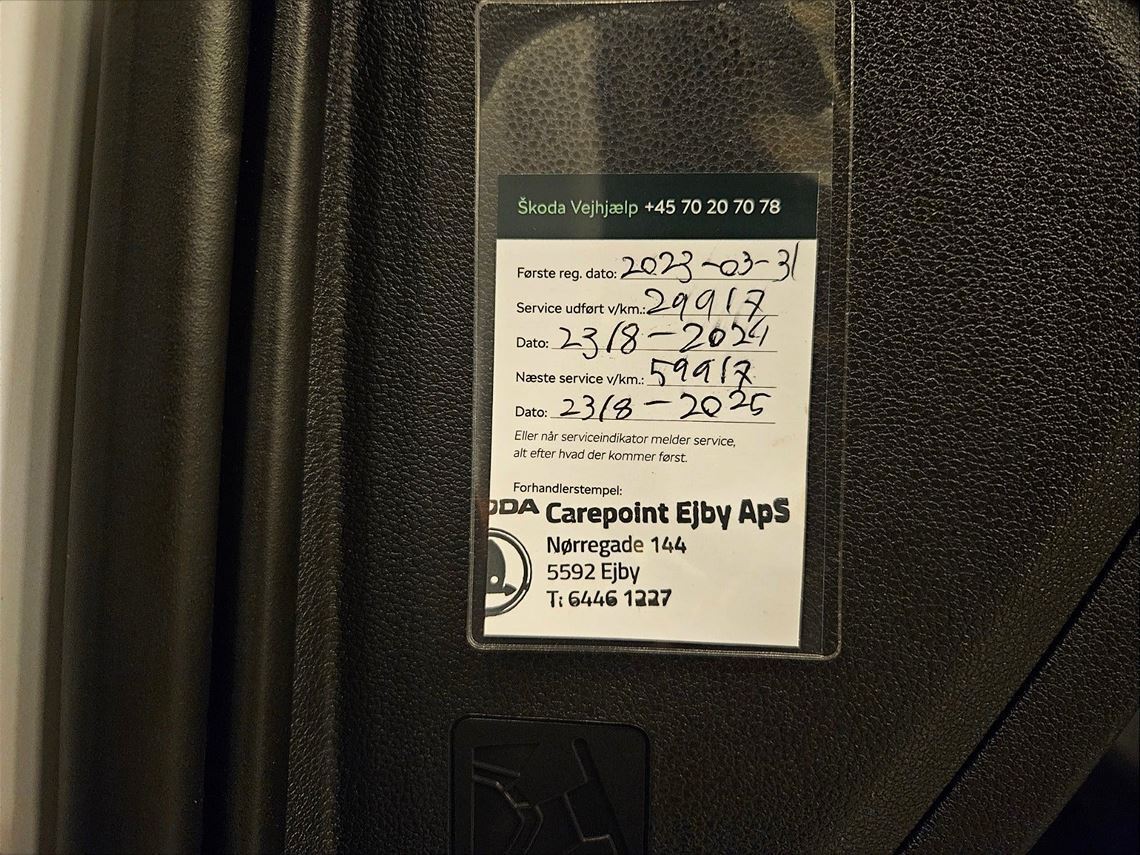 Škoda Vejhjælp +45 70 20 70 78
Første reg. dato: 2023-03-31
Service udført v/km.: 29917
Dato: 23/8-2024
Næste service v/km.: 59917
Dato: 23/8-2025
Eller når serviceindikator melder service,
alt efter hvad der kommer først.
Forhandlerstempel:
ODA Carepoint Ejby ApS
Nørregade 144
5592 Ejby
T: 6446 1227